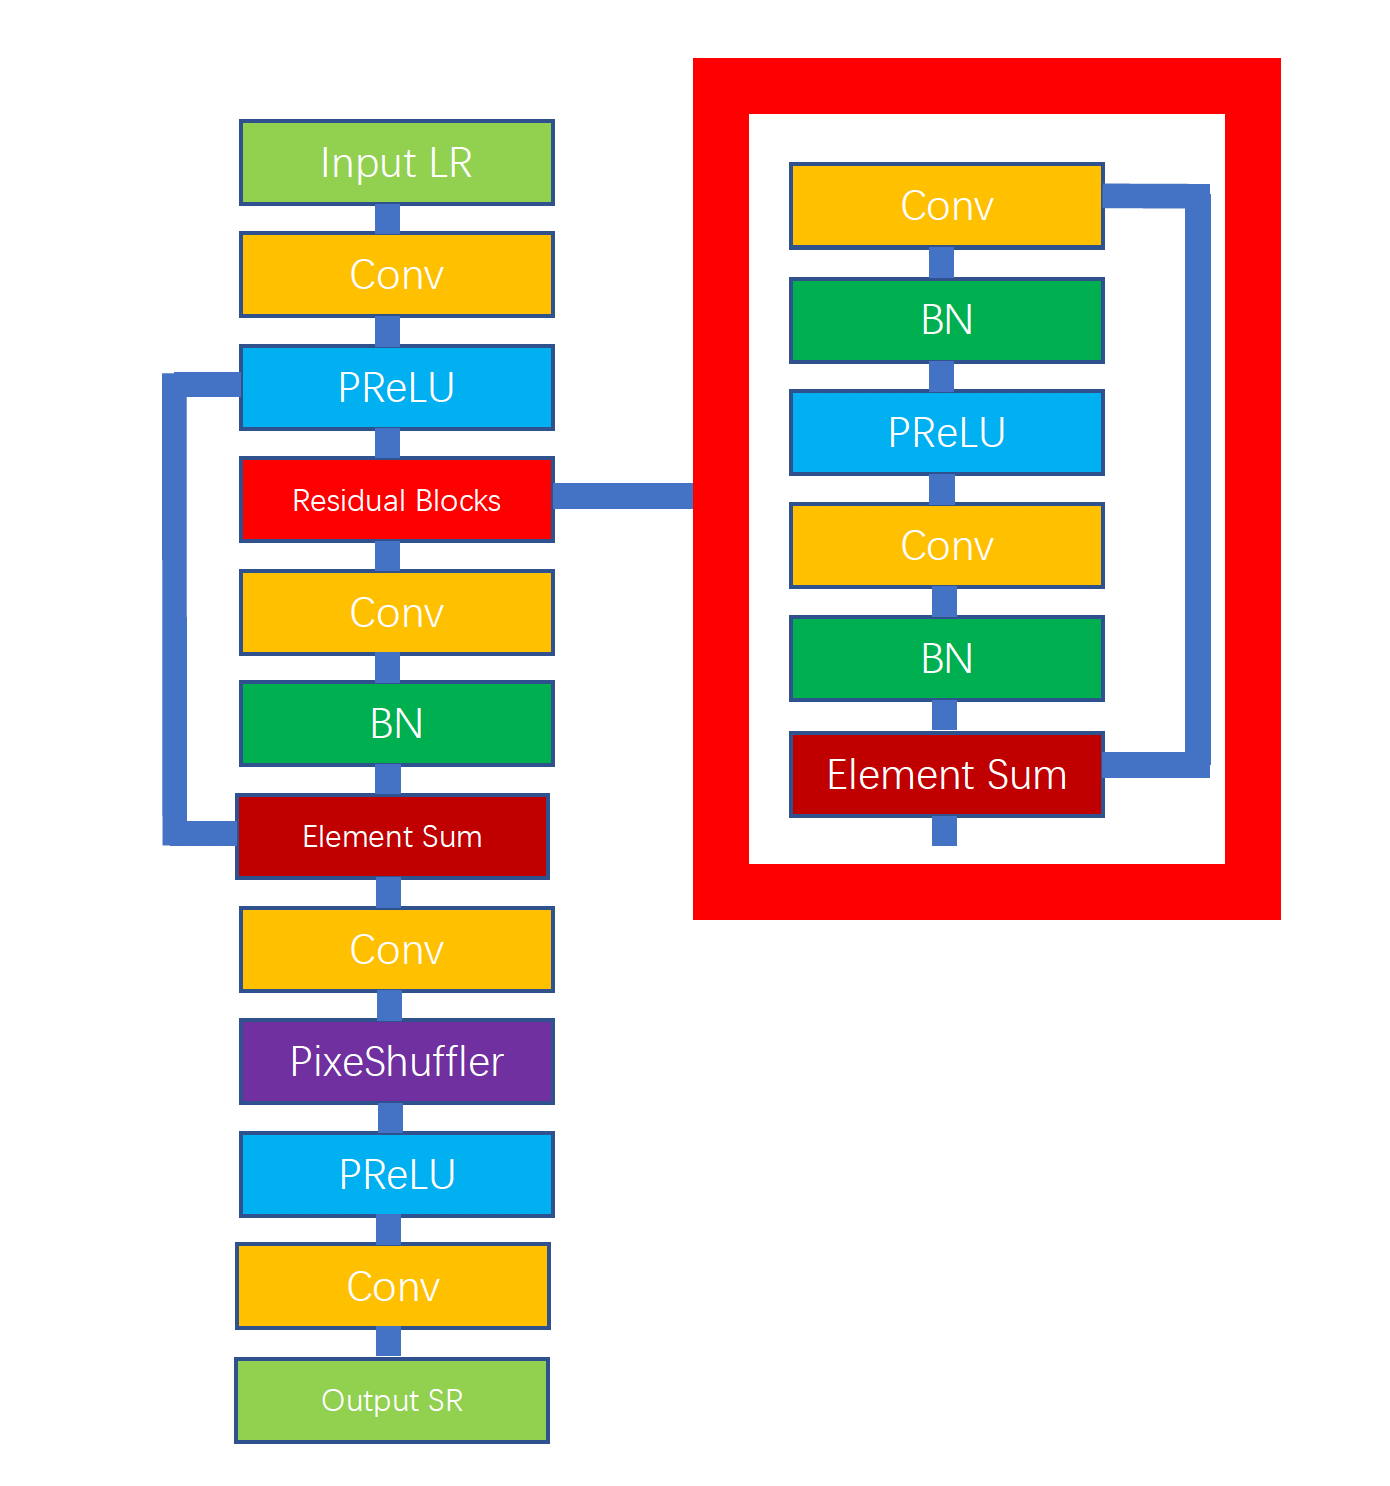 Input LR
Conv
PReLU
Residual Blocks
Conv
BN
Element Sum
Conv
PixeShuffler
PReLU
Conv
Output SR
Conv
BN
PReLU
Conv
BN
Element Sum